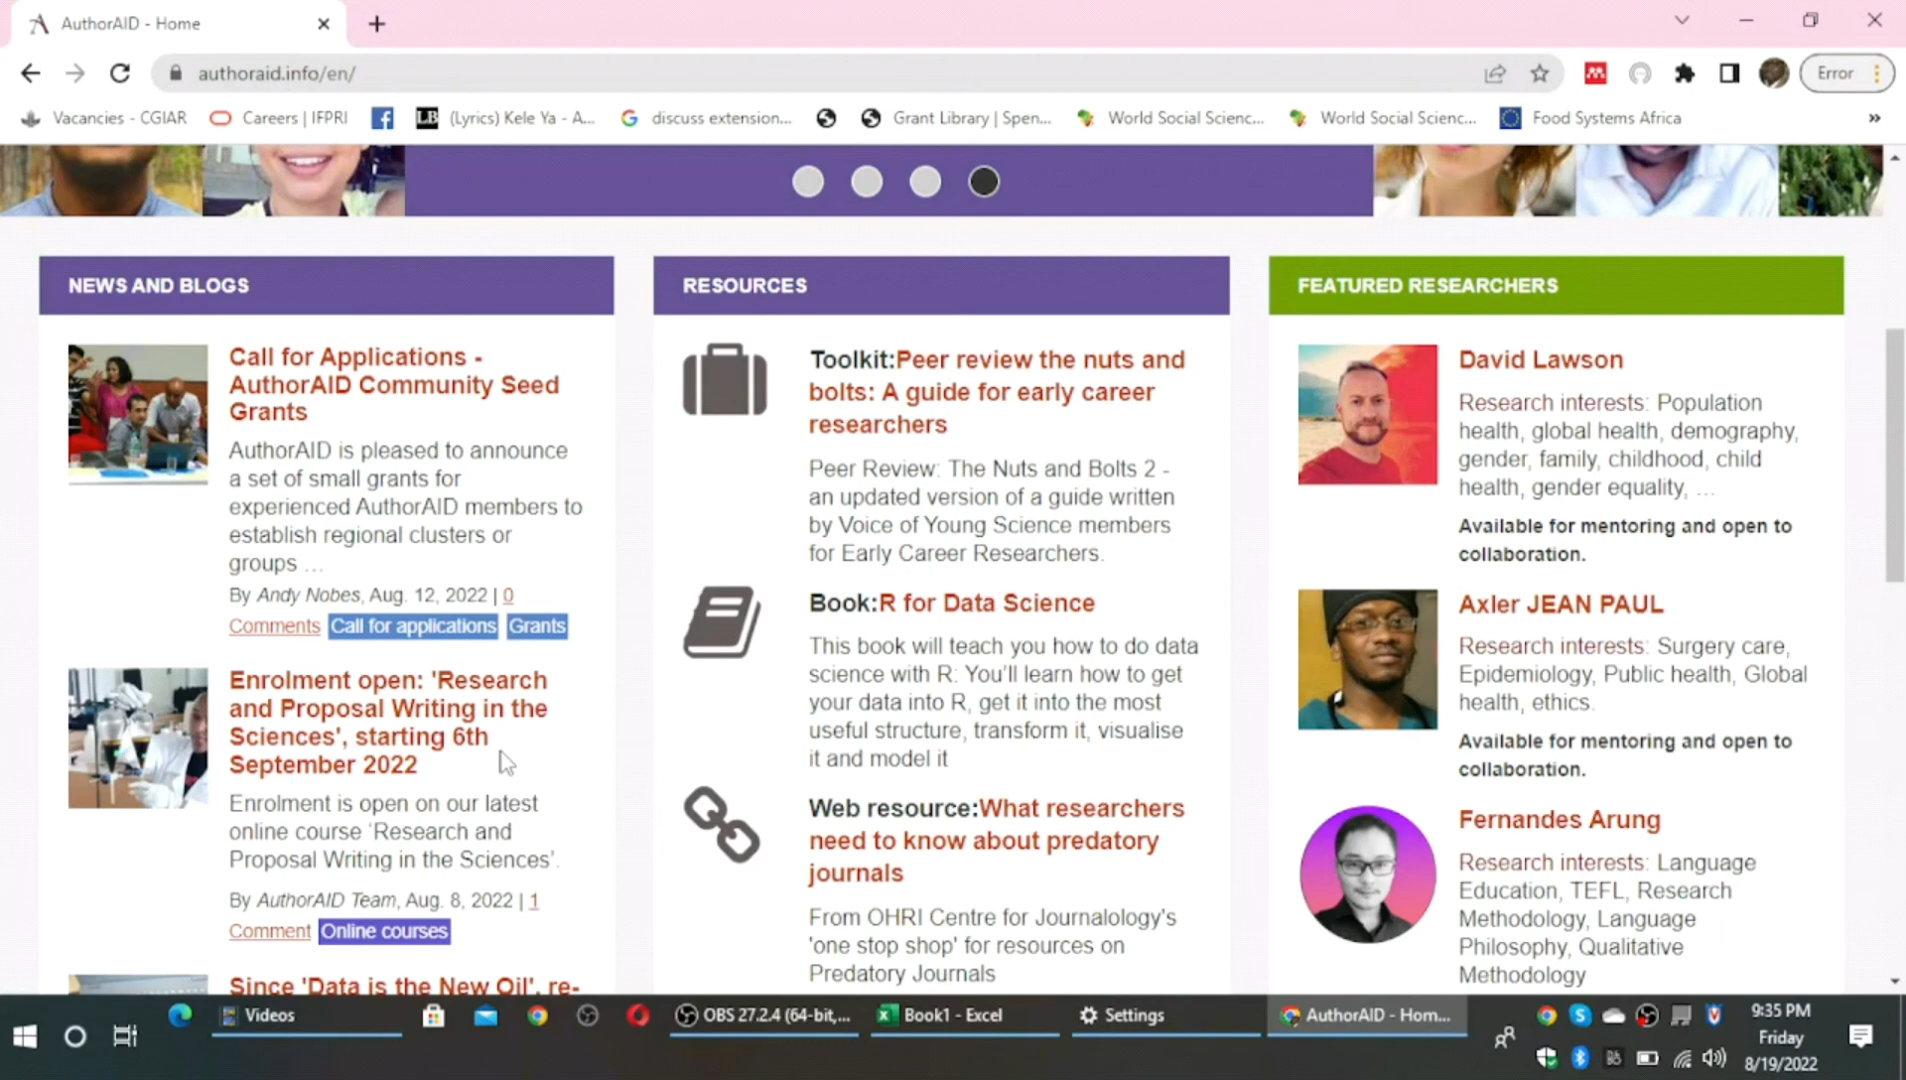 AuthorAID - Home
authoraid.info/en/
Error
Vacancies - CGIAR
Careers | IFPRI
LB
(Lyrics) Kele Ya - A...
discuss extension...
Grant Library | Spen...
World Social Scienc...
World Social Scienc...
Food Systems Africa
NEWS AND BLOGS
Call for Applications -
AuthorAID Community Seed
Grants
AuthorAID is pleased to announce
a set of small grants for
experienced AuthorAID members to
establish regional clusters or
groups ...
By Andy Nobes, Aug. 12, 2022 | 0
Comments Call for applications Grants
Enrolment open: 'Research
and Proposal Writing in the
Sciences', starting 6th
September 2022
Enrolment is open on our latest
online course ‘Research and
Proposal Writing in the Sciences’.
By AuthorAID Team, Aug. 8, 2022 | 1
Comment Online courses
Since 'Data is the New Oil', re-
RESOURCES
Toolkit:Peer review the nuts and
bolts: A guide for early career
researchers
Peer Review: The Nuts and Bolts 2 -
an updated version of a guide written
by Voice of Young Science members
for Early Career Researchers.
Book:R for Data Science
This book will teach you how to do data
science with R: You’ll learn how to get
your data into R, get it into the most
useful structure, transform it, visualise
it and model it
Web resource:What researchers
need to know about predatory
journals
From OHRI Centre for Journalology's
'one stop shop' for resources on
Predatory Journals
FEATURED RESEARCHERS
David Lawson
Research interests: Population
health, global health, demography,
gender, family, childhood, child
health, gender equality, ...
Available for mentoring and open to
collaboration.
Axler JEAN PAUL
Research interests: Surgery care,
Epidemiology, Public health, Global
health, ethics.
Available for mentoring and open to
collaboration.
Fernandes Arung
Research interests: Language
Education, TEFL, Research
Methodology, Language
Philosophy, Qualitative
Methodology
Videos
OBS 27.2.4 (64-bit,...
Book1 - Excel
Settings
AuthorAID - Hom...
9:35 PM
Friday
8/19/2022